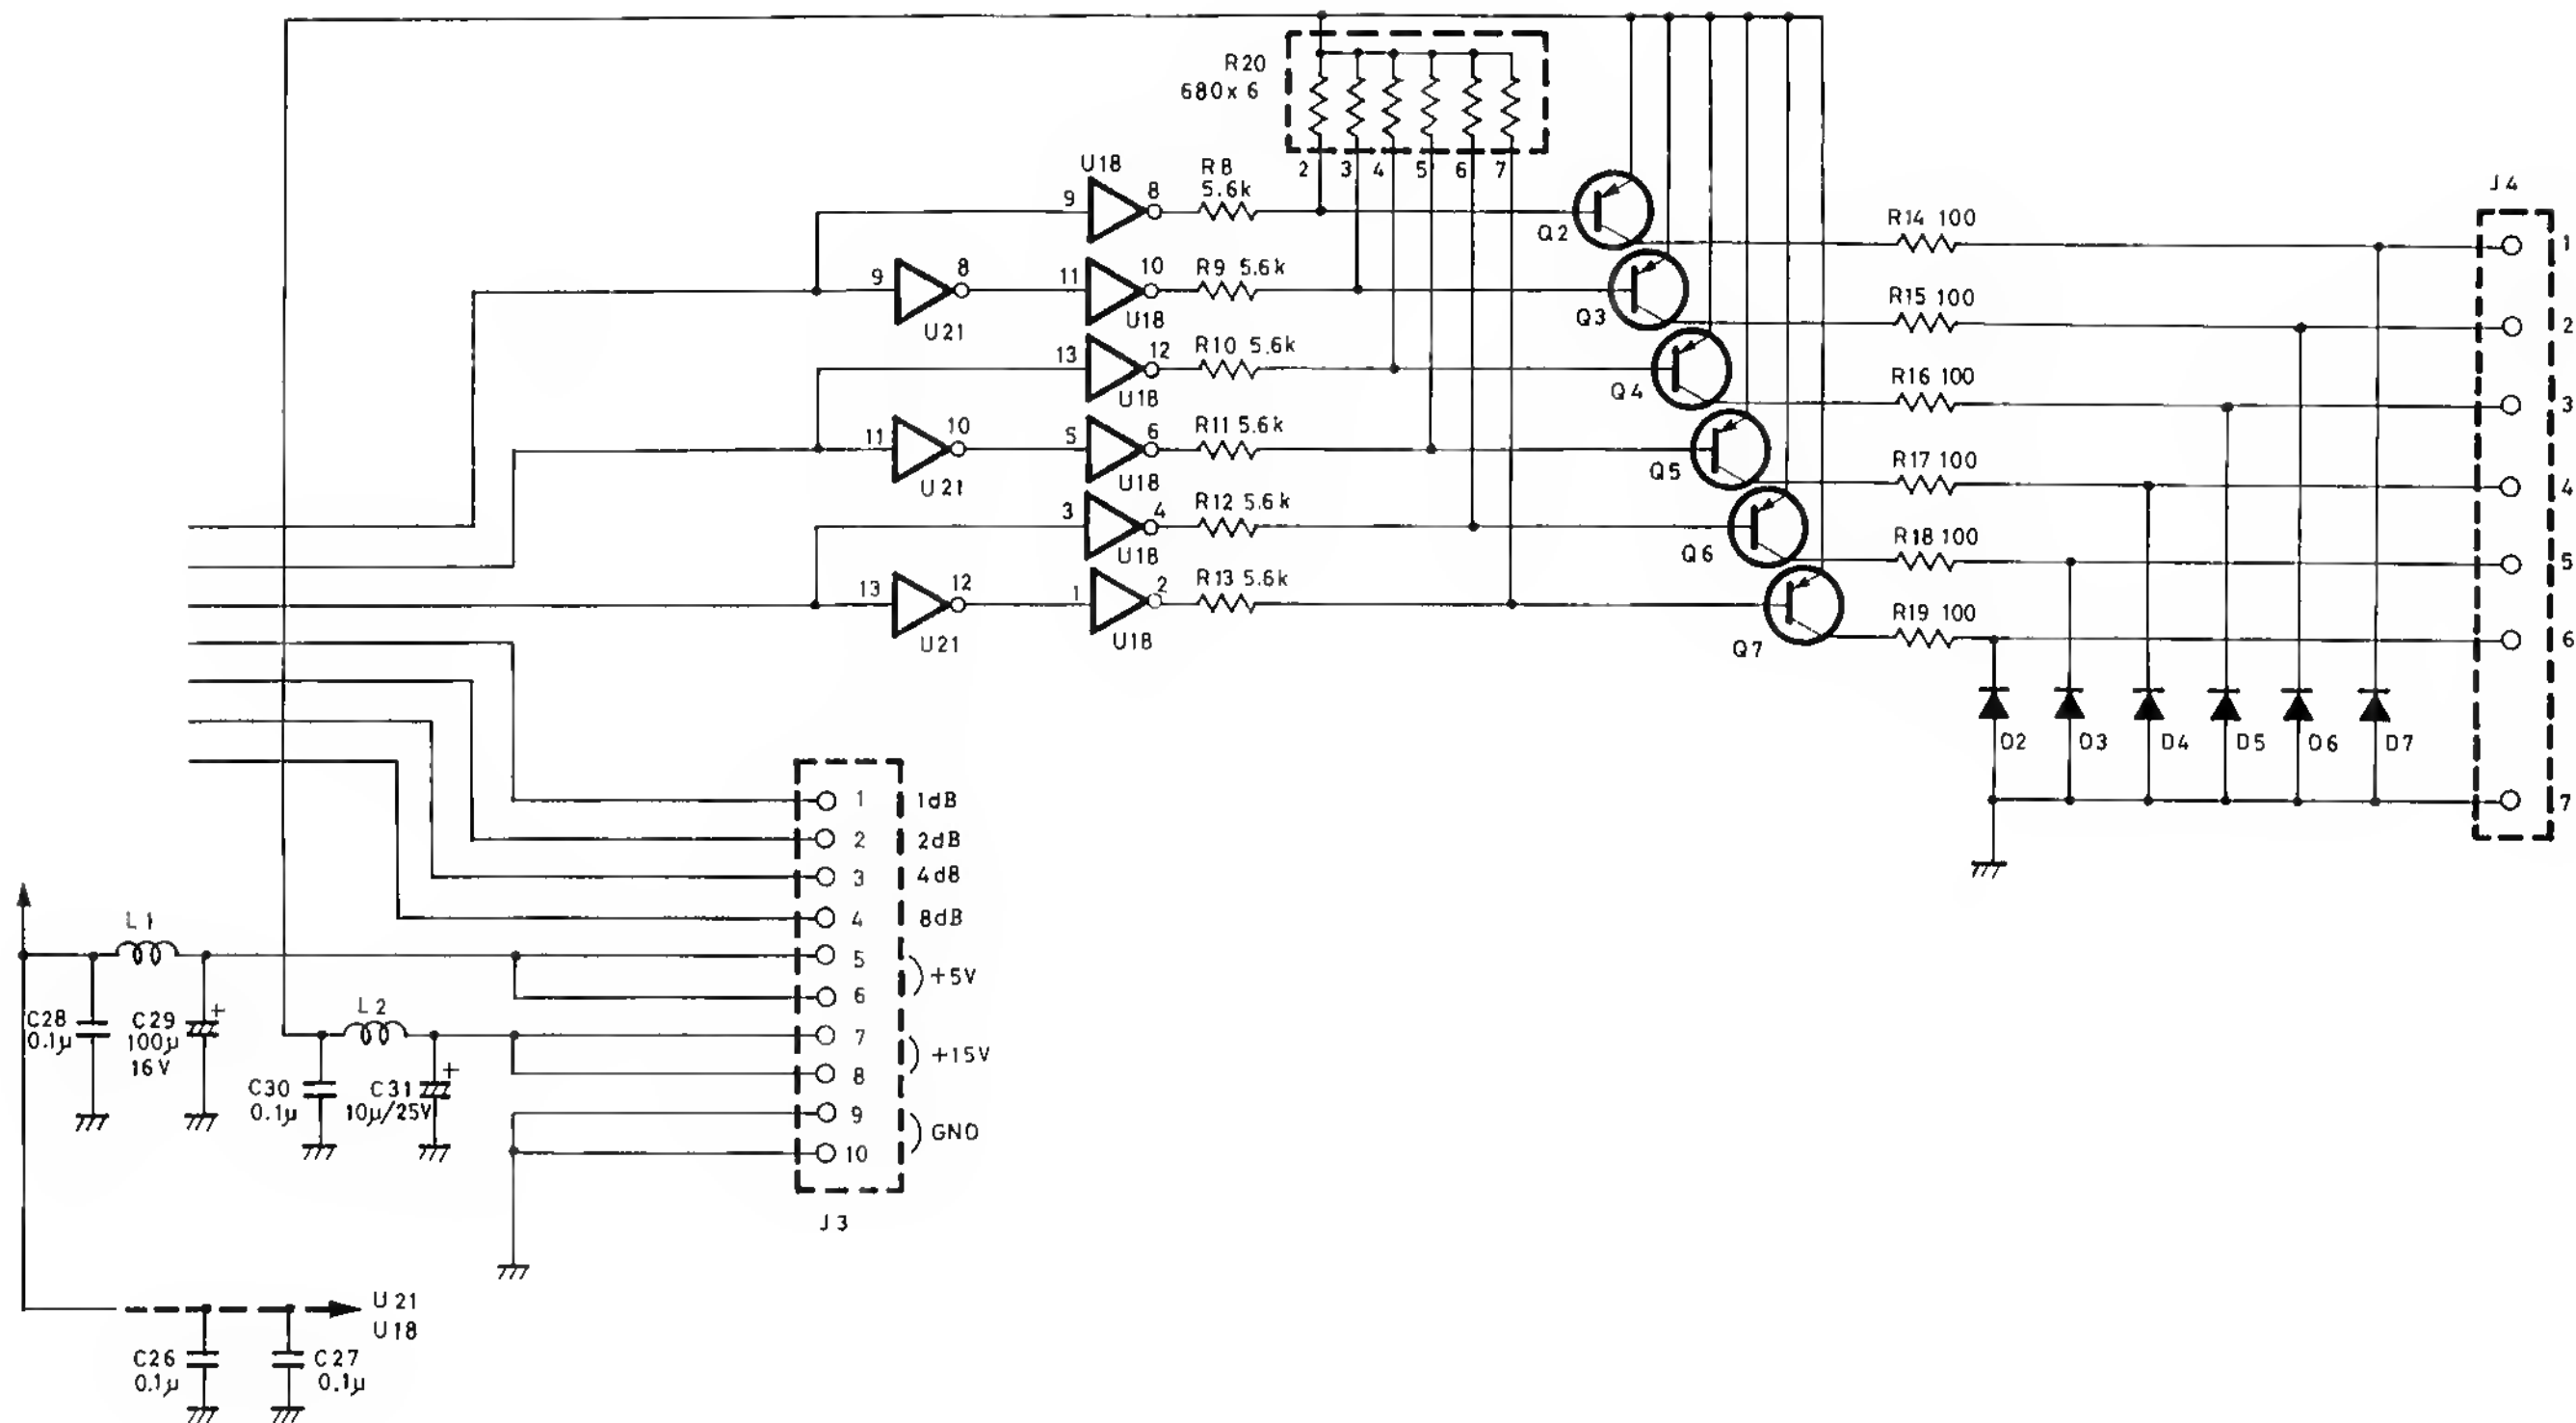 R20
680x 6
2 3 4 5 6 7
U18
9 8
R8
5.6k
Q2
R14 100
J4
1
9 8
U21
11 10
U18
R9 5.6k
Q3
R15 100
2
13 12
U18
R10 5.6k
Q4
R16 100
3
11 10
U21
5 6
U18
R11 5.6k
Q5
R17 100
4
3 4
U18
R12 5.6k
Q6
R18 100
5
13 12
U21
1 2
U18
R13 5.6k
Q7
R19 100
6
O2 O3 D4 D5 O6 D7
7
1 1dB
2 2dB
3 4d8
4 8dB
5
6
+5V
7
8
+15V
9
10
GND
J3
L1
C28
0.1μ
C29
100μ
16V
+
L2
C30
0.1μ
C31
10μ/25V
+
U21
U18
C26
0.1μ
C27
0.1μ